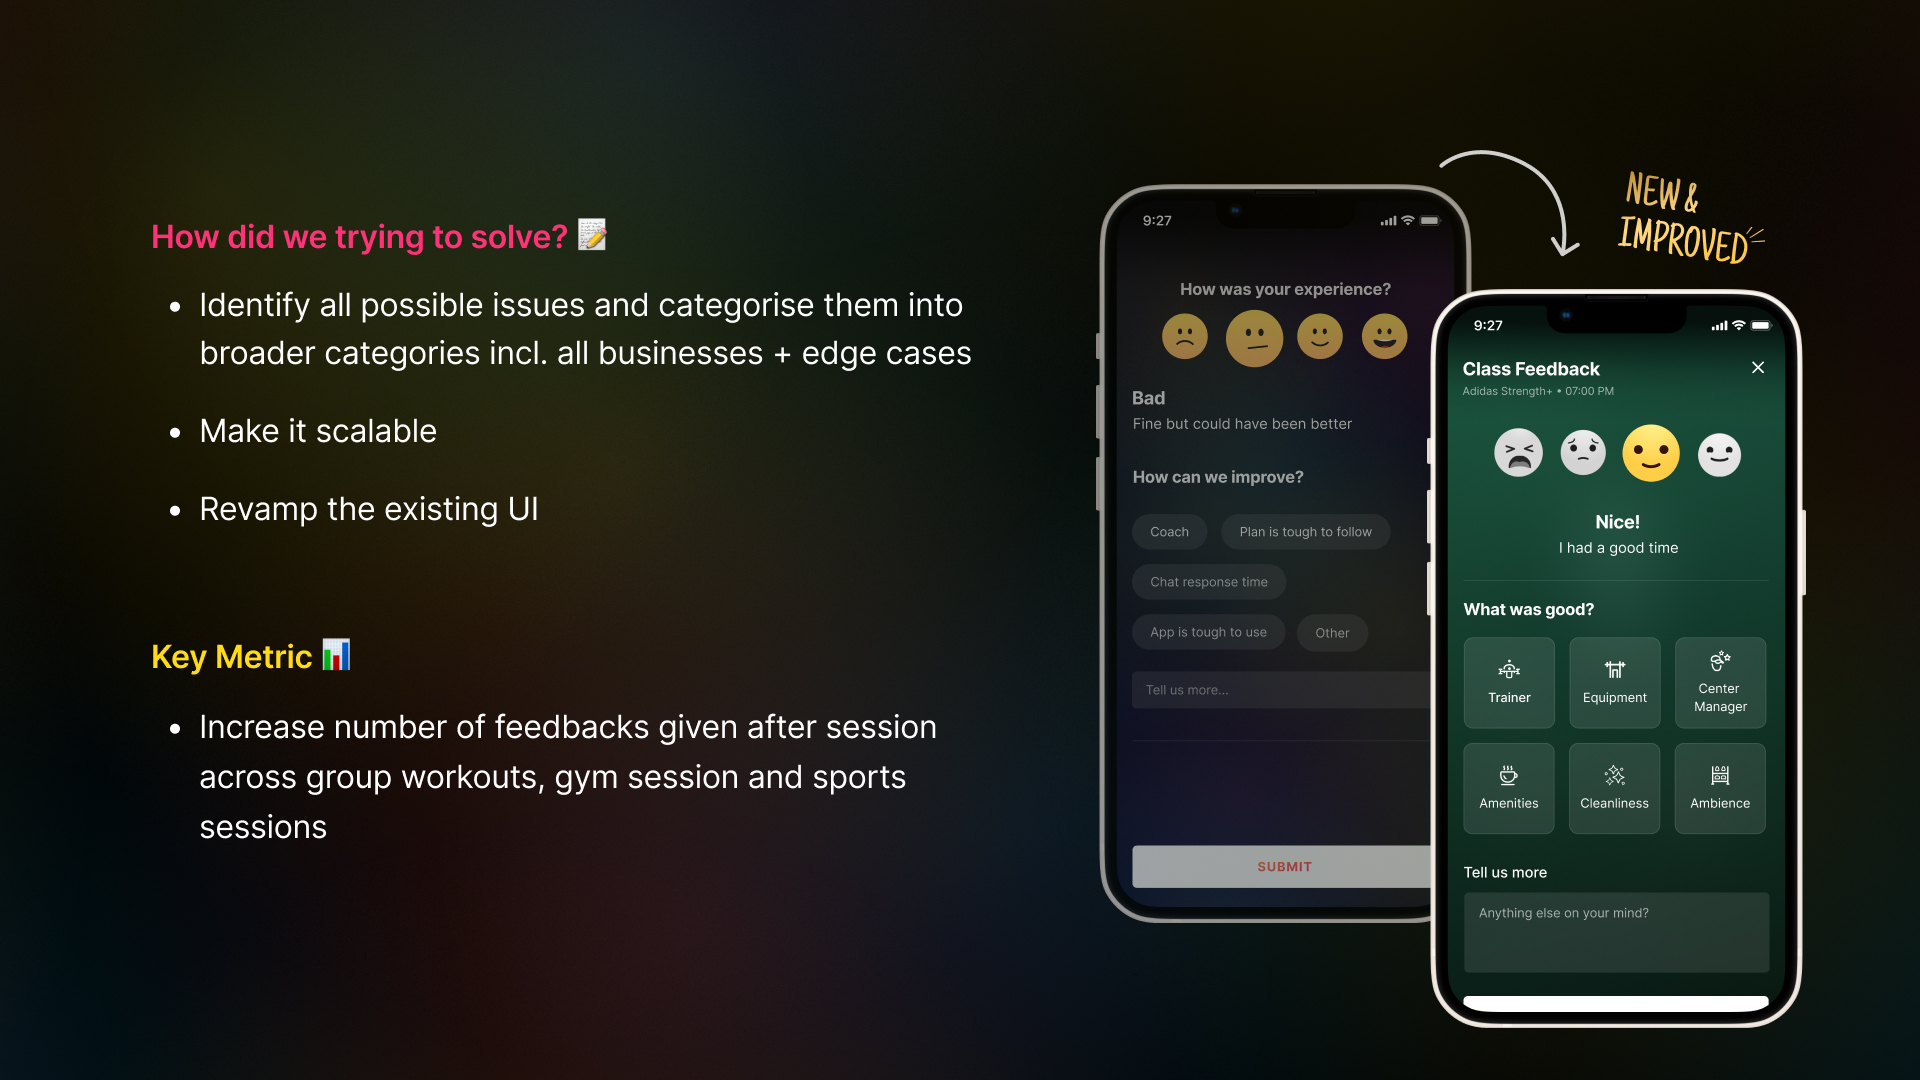 How did we trying to solve?
Identify all possible issues and categorise them into
broader categories incl. all businesses + edge cases
Make it scalable
Revamp the existing UI
Key Metric
Increase number of feedbacks given after session
across group workouts, gym session and sports
sessions
9:27
How was your experience?
Bad
Fine but could have been better
How can we improve?
Coach
Plan is tough to follow
Chat response time
App is tough to use
Other
Tell us more...
SUBMIT
NEW &
IMPROVED
9:27
Class Feedback
Adidas Strength+ • 07:00 PM
Nice!
I had a good time
What was good?
Trainer
Equipment
Center
Manager
Amenities
Cleanliness
Ambience
Tell us more
Anything else on your mind?